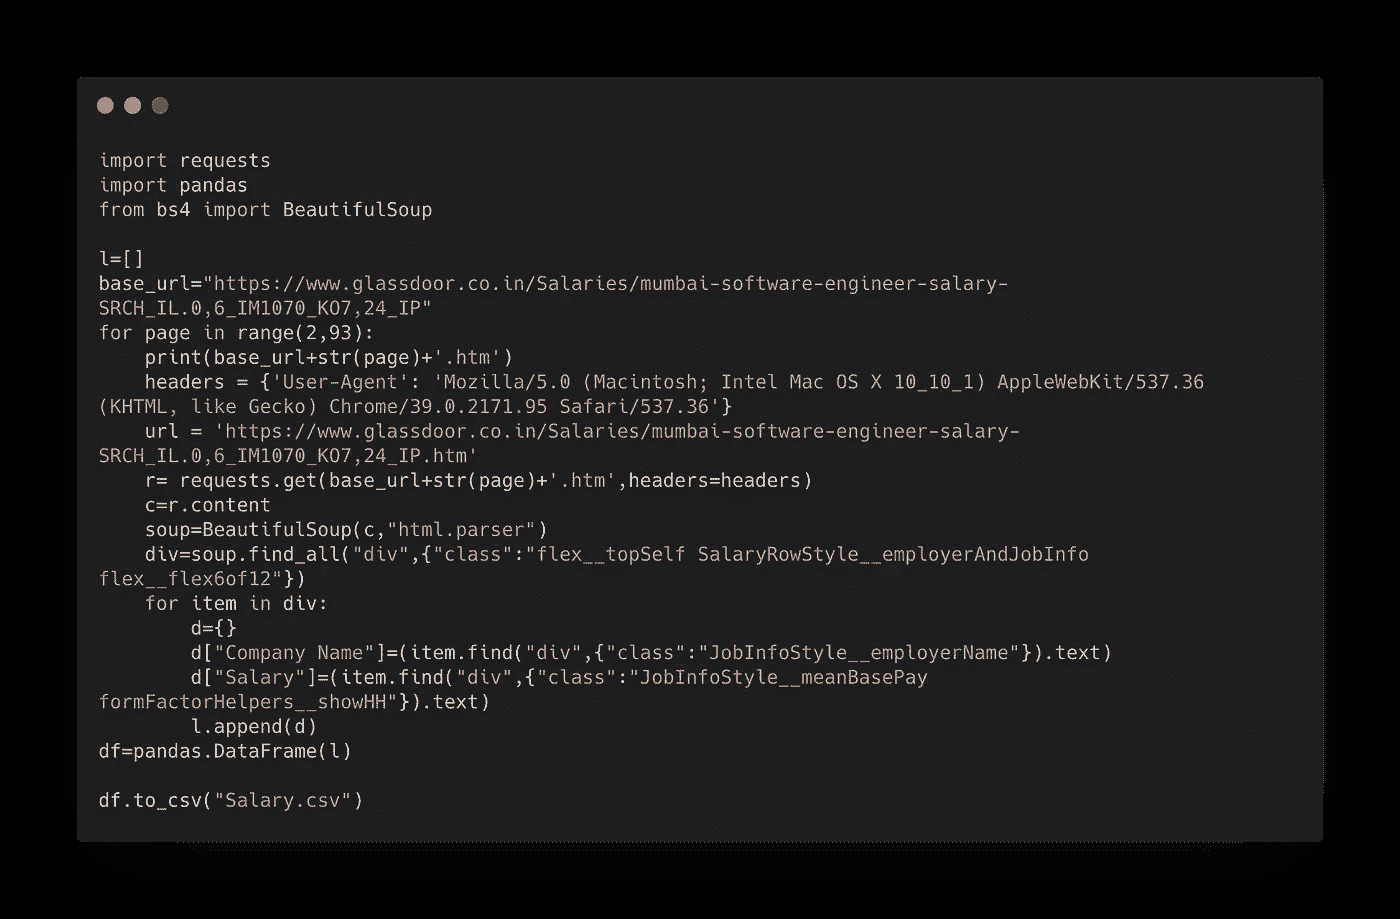 import requests
import pandas
from bs4 import BeautifulSoup

l=[]
base_url="https://www.glassdoor.co.in/Salaries/mumbai-software-engineer-salary-
SRCH_IL.0,6_IM1070_KO7,24_IP"
for page in range(2,93):
    print(base_url+str(page)+'.htm')
    headers = {'User-Agent': 'Mozilla/5.0 (Macintosh; Intel Mac OS X 10_10_1) AppleWebKit/537.36
(KHTML, like Gecko) Chrome/39.0.2171.95 Safari/537.36'}
    url = 'https://www.glassdoor.co.in/Salaries/mumbai-software-engineer-salary-
SRCH_IL.0,6_IM1070_KO7,24_IP.htm'
    r= requests.get(base_url+str(page)+'.htm',headers=headers)
    c=r.content
    soup=BeautifulSoup(c,"html.parser")
    div=soup.find_all("div",{"class":"flex__topSelf SalaryRowStyle__employerAndJobInfo
flex__flex6of12"})
    for item in div:
        d={}
        d["Company Name"]=(item.find("div",{"class":"JobInfoStyle__employerName"}).text)
        d["Salary"]=(item.find("div",{"class":"JobInfoStyle__meanBasePay
formFactorHelpers__showHH"}).text)
        l.append(d)
df=pandas.DataFrame(l)

df.to_csv("Salary.csv")